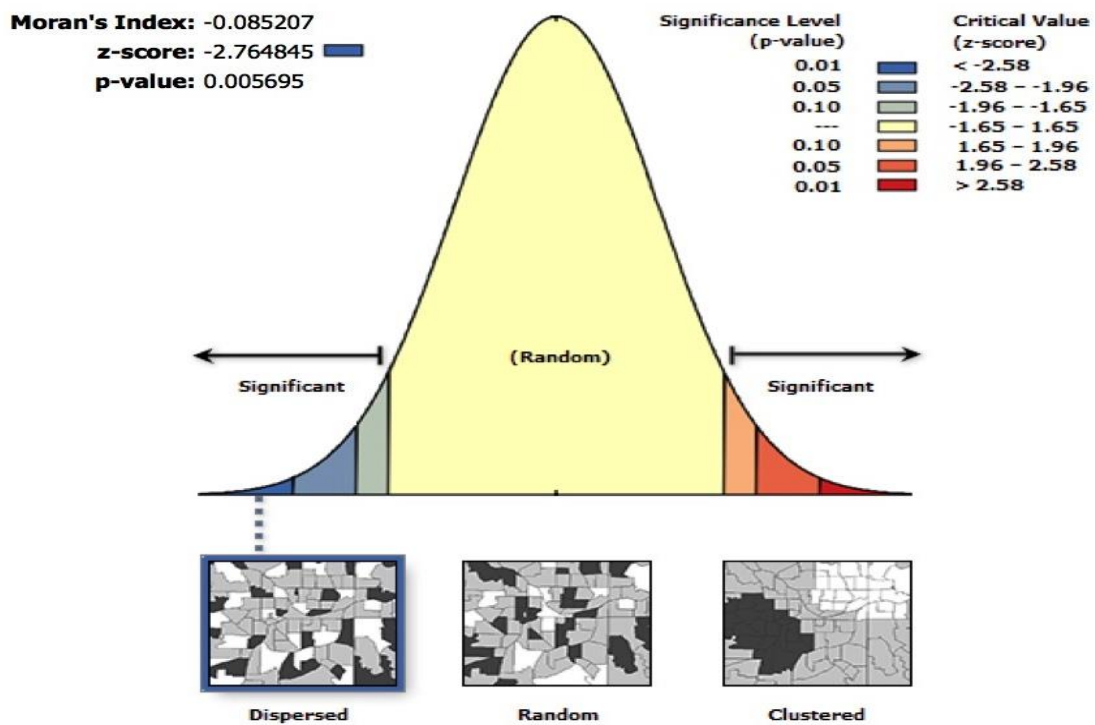 Moran's Index: -0.085207
z-score: -2.764845
p-value: 0.005695
Significance Level
(p-value)
Critical Value
(z-score)
0.01 < -2.58
0.05 -2.58 – -1.96
0.10 -1.96 – -1.65
--- -1.65 – 1.65
0.10 1.65 – 1.96
0.05 1.96 – 2.58
0.01 > 2.58
(Random)
Significant
Significant
Dispersed
Random
Clustered